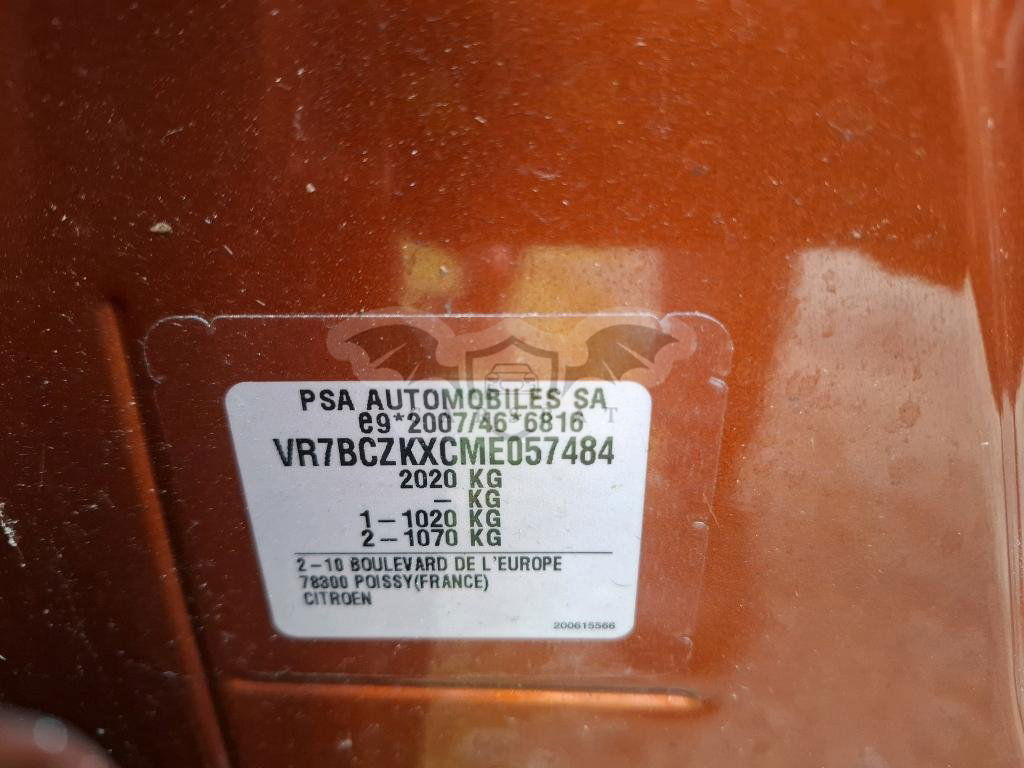 PSA AUTOMOBILES SA
e9*2007/46*6816
VR7BCZKXCME057484
2020 KG
- KG
1-1020 KG
2-1070 KG
2-10 BOULEVARD DE L'EUROPE
78300 POISSY(FRANCE)
CITROEN
200615566